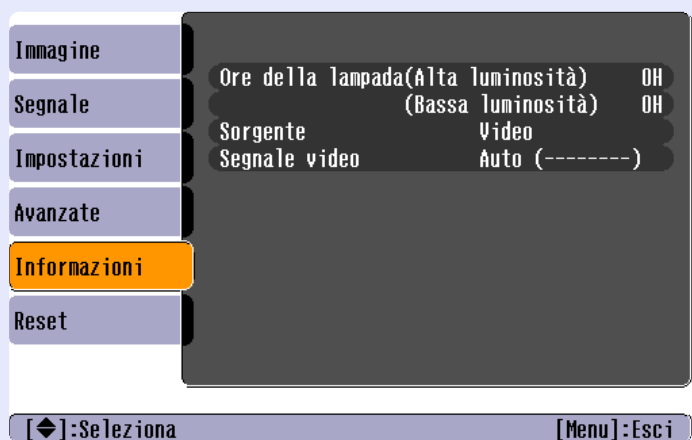 Immagine
Segnale
Impostazioni
Avanzate
Informazioni
Reset
Ore della lampada(Alta luminosità) 0H
(Bassa luminosità) 0H
Sorgente Video
Segnale video Auto (--------)
[◆]:Seleziona [Menu]:Esci